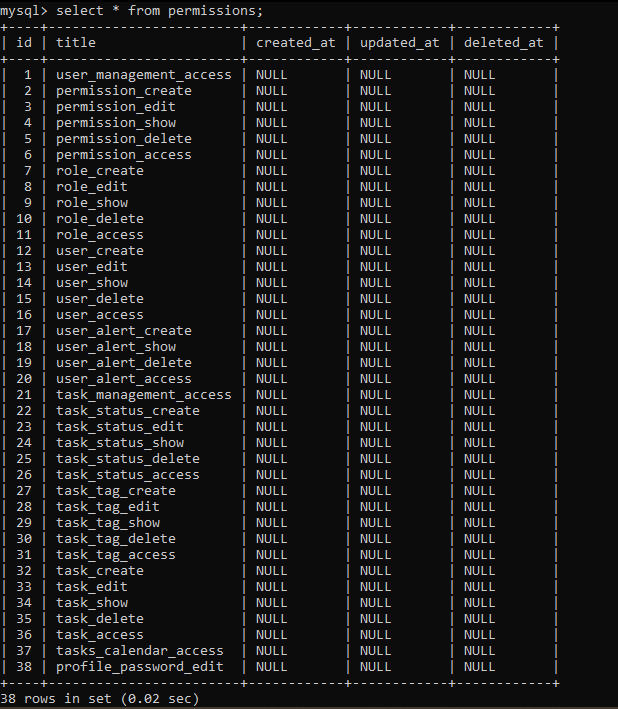 mysql> select * from permissions;
+----+------------------------+------------+------------+------------+
| id | title                  | created_at | updated_at | deleted_at |
+----+------------------------+------------+------------+------------+
|  1 | user_management_access | NULL       | NULL       | NULL       |
|  2 | permission_create      | NULL       | NULL       | NULL       |
|  3 | permission_edit        | NULL       | NULL       | NULL       |
|  4 | permission_show        | NULL       | NULL       | NULL       |
|  5 | permission_delete      | NULL       | NULL       | NULL       |
|  6 | permission_access      | NULL       | NULL       | NULL       |
|  7 | role_create            | NULL       | NULL       | NULL       |
|  8 | role_edit              | NULL       | NULL       | NULL       |
|  9 | role_show              | NULL       | NULL       | NULL       |
| 10 | role_delete            | NULL       | NULL       | NULL       |
| 11 | role_access            | NULL       | NULL       | NULL       |
| 12 | user_create            | NULL       | NULL       | NULL       |
| 13 | user_edit              | NULL       | NULL       | NULL       |
| 14 | user_show              | NULL       | NULL       | NULL       |
| 15 | user_delete            | NULL       | NULL       | NULL       |
| 16 | user_access            | NULL       | NULL       | NULL       |
| 17 | user_alert_create      | NULL       | NULL       | NULL       |
| 18 | user_alert_show        | NULL       | NULL       | NULL       |
| 19 | user_alert_delete      | NULL       | NULL       | NULL       |
| 20 | user_alert_access      | NULL       | NULL       | NULL       |
| 21 | task_management_access | NULL       | NULL       | NULL       |
| 22 | task_status_create     | NULL       | NULL       | NULL       |
| 23 | task_status_edit       | NULL       | NULL       | NULL       |
| 24 | task_status_show       | NULL       | NULL       | NULL       |
| 25 | task_status_delete     | NULL       | NULL       | NULL       |
| 26 | task_status_access     | NULL       | NULL       | NULL       |
| 27 | task_tag_create        | NULL       | NULL       | NULL       |
| 28 | task_tag_edit          | NULL       | NULL       | NULL       |
| 29 | task_tag_show          | NULL       | NULL       | NULL       |
| 30 | task_tag_delete        | NULL       | NULL       | NULL       |
| 31 | task_tag_access        | NULL       | NULL       | NULL       |
| 32 | task_create            | NULL       | NULL       | NULL       |
| 33 | task_edit              | NULL       | NULL       | NULL       |
| 34 | task_show              | NULL       | NULL       | NULL       |
| 35 | task_delete            | NULL       | NULL       | NULL       |
| 36 | task_access            | NULL       | NULL       | NULL       |
| 37 | tasks_calendar_access  | NULL       | NULL       | NULL       |
| 38 | profile_password_edit  | NULL       | NULL       | NULL       |
+----+------------------------+------------+------------+------------+
38 rows in set (0.02 sec)